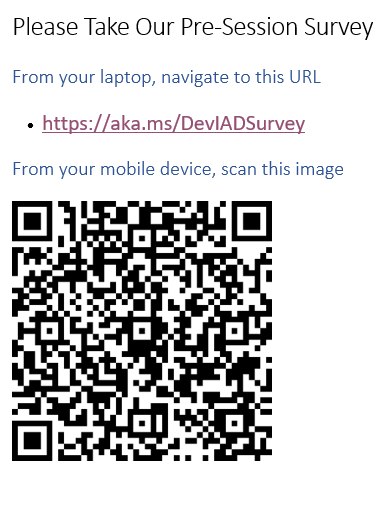 Please Take Our Pre-Session Survey
From your laptop, navigate to this URL
https://aka.ms/DevIADSurvey
From your mobile device, scan this image